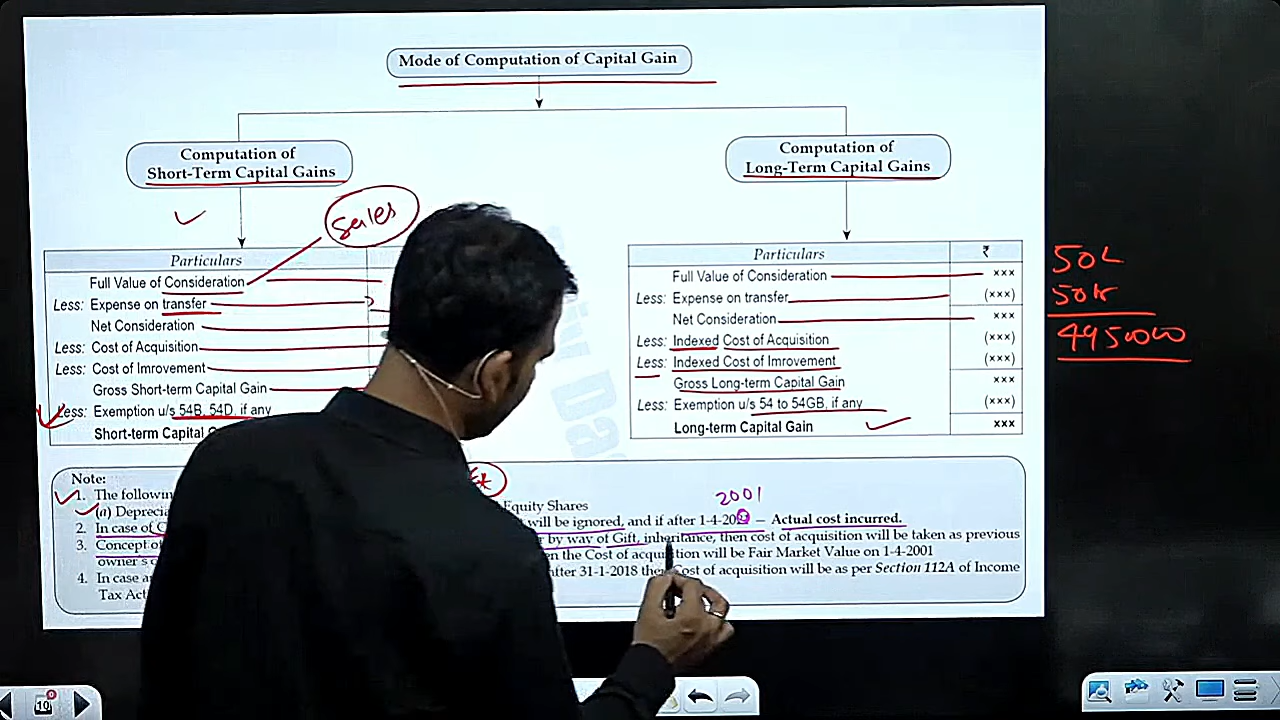 Mode of Computation of Capital Gain
Computation of
Short-Term Capital Gains
Computation of
Long-Term Capital Gains
Sales
Particulars
Full Value of Consideration
Less: Expense on transfer
Net Consideration
Less: Cost of Acquisition
Less: Cost of Imrovement
Gross Short-term Capital Gain
Less: Exemption u/s 54B, 54D, if any
Short-term Capital
Particulars ₹
Full Value of Consideration ×××
Less: Expense on transfer (×××)
Net Consideration ×××
Less: Indexed Cost of Acquisition (×××)
Less: Indexed Cost of Imrovement (×××)
Gross Long-term Capital Gain ×××
Less: Exemption u/s 54 to 54GB, if any (×××)
Long-term Capital Gain ×××
50L
50K
4950000
Note:
1. The
(a) Equity Shares
2001
2. In case of will be ignored, and if after 1-4-20 – Actual cost incurred.
3. Concept by way of Gift, inheritance, then cost of acquisition will be taken as previous
owner's the Cost of acquisition will be Fair Market Value on 1-4-2001
4. In case after 31-1-2018 then Cost of acquisition will be as per Section 112A of Income
Tax Act
10